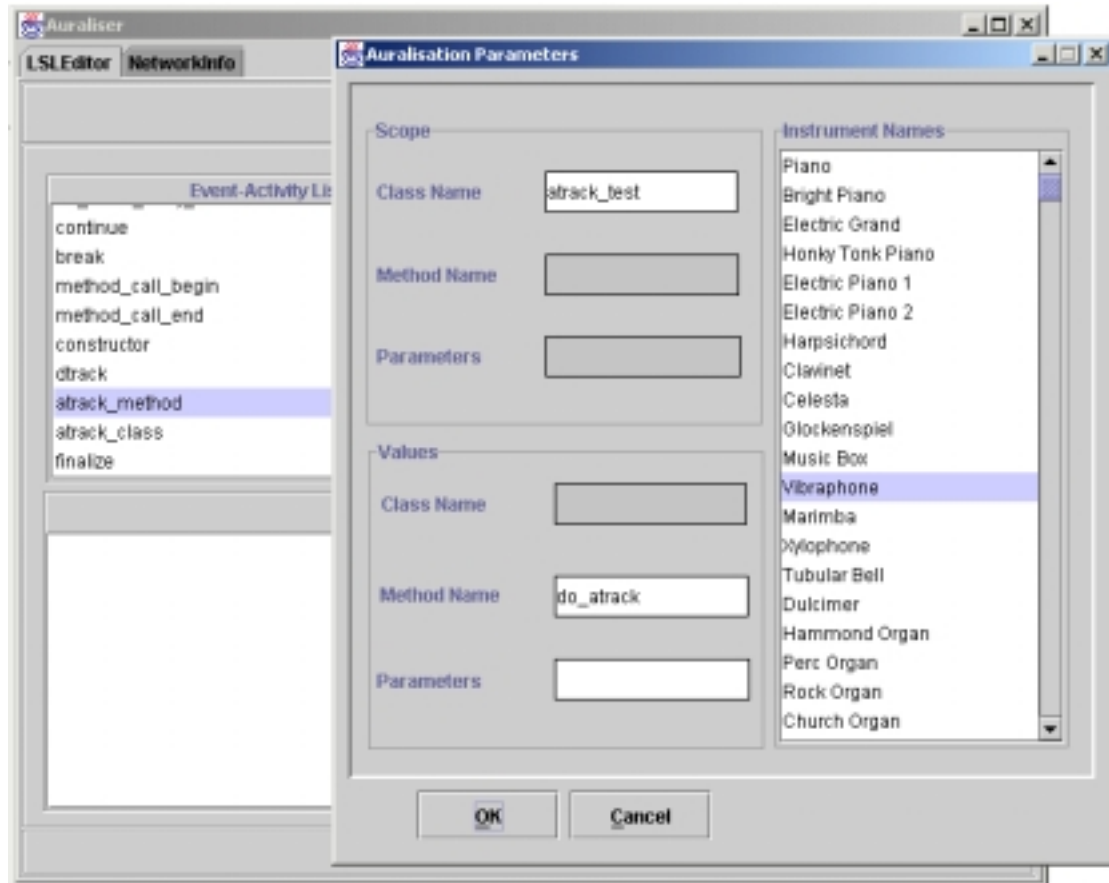 Auraliser
LSLEditor NetworkInfo
Event-Activity Lis
continue
break
method_call_begin
method_call_end
constructor
dtrack
atrack_method
atrack_class
finalize
Auralisation Parameters
Scope
Class Name atrack_test
Method Name
Parameters
Values
Class Name
Method Name do_atrack
Parameters
Instrument Names
Piano
Bright Piano
Electric Grand
Honky Tonk Piano
Electric Piano 1
Electric Piano 2
Harpsichord
Clavinet
Celesta
Glockenspiel
Music Box
Vibraphone
Marimba
Xylophone
Tubular Bell
Dulcimer
Hammond Organ
Perc Organ
Rock Organ
Church Organ
OK Cancel